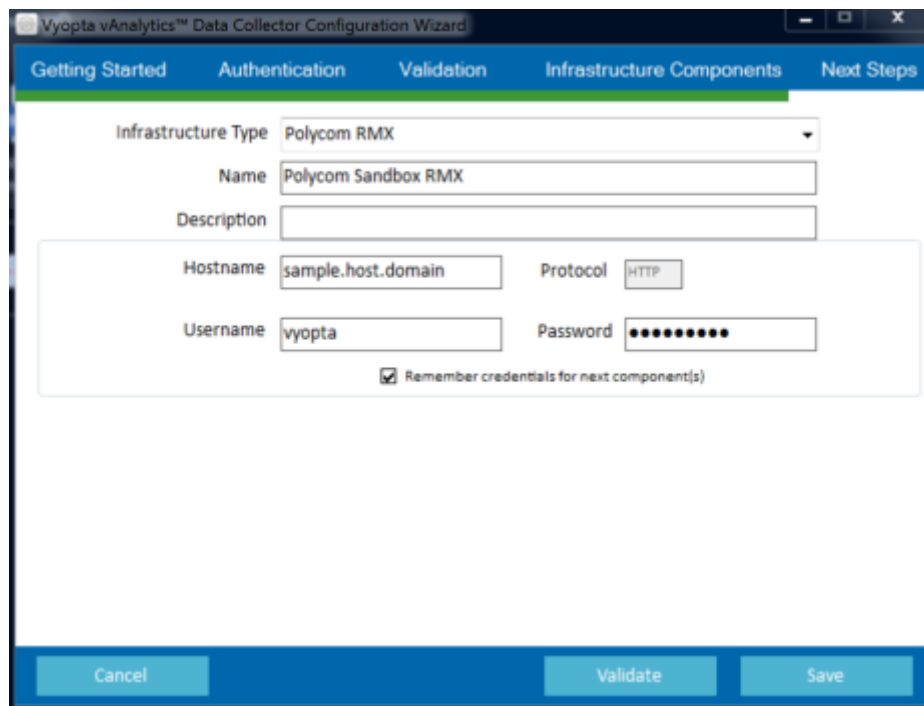 Vyopta vAnalytics™ Data Collector Configuration Wizard
Getting Started Authentication Validation Infrastructure Components Next Steps
Infrastructure Type Polycom RMX
Name Polycom Sandbox RMX
Description
Hostname sample.host.domain Protocol HTTP
Username vyopta Password •••••••••
Remember credentials for next component(s)
Cancel Validate Save